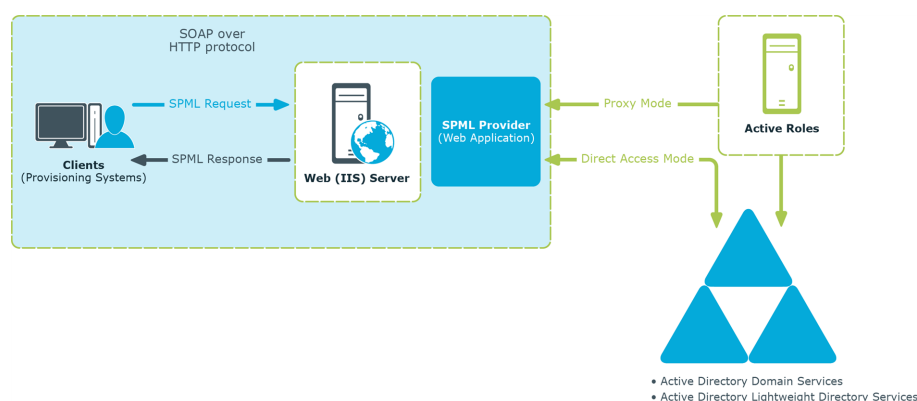 SOAP over
HTTP protocol
SPML Request
SPML Response
Clients
(Provisioning Systems)
Web (IIS) Server
SPML Provider
(Web Application)
Proxy Mode
Direct Access Mode
Active Roles
• Active Directory Domain Services
• Active Directory Lightweight Directory Services